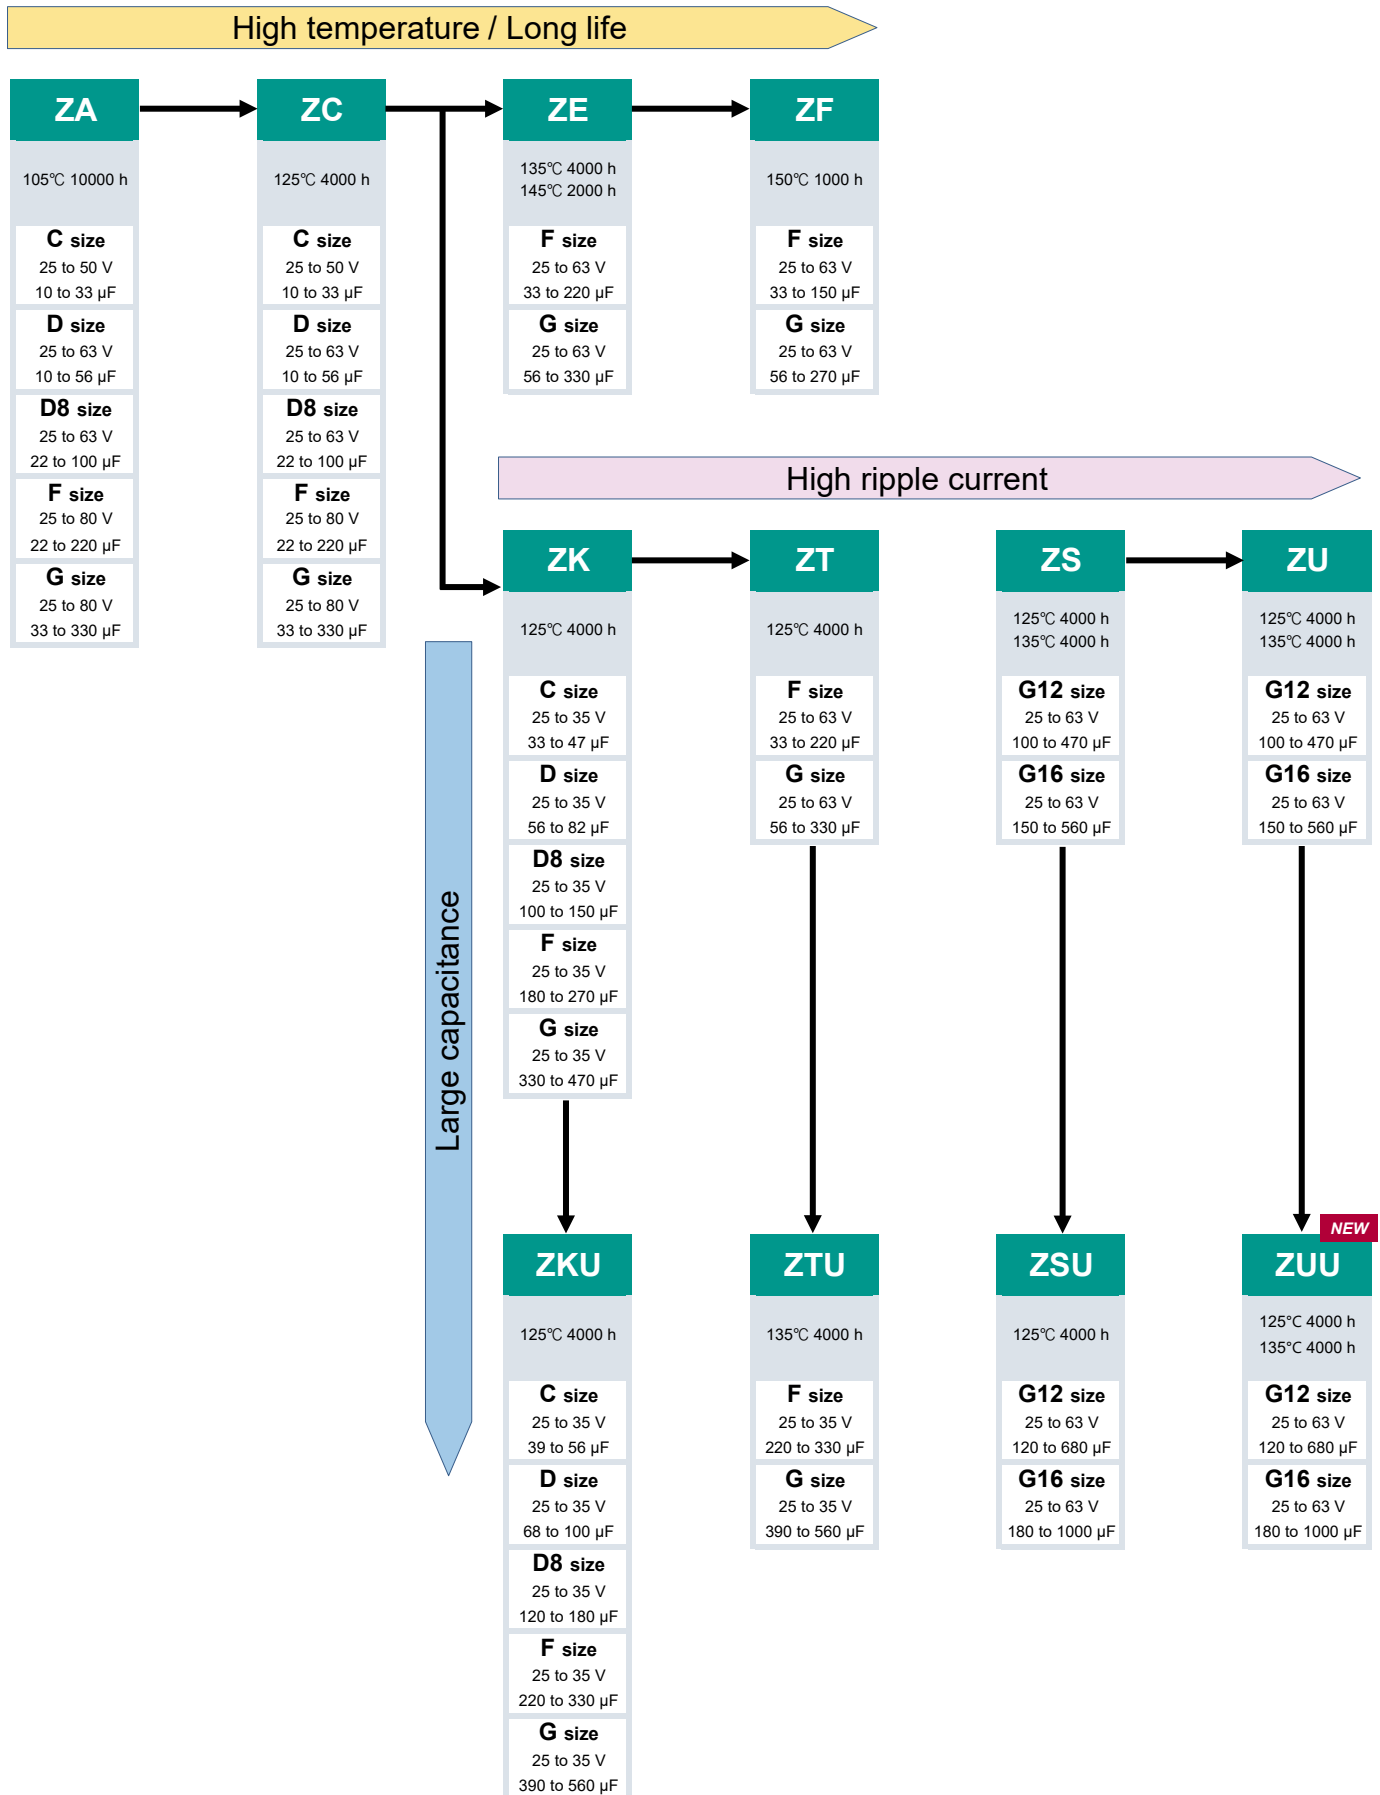 High temperature / Long life
ZA
105℃ 10000 h
C size
25 to 50 V
10 to 33 µF
D size
25 to 63 V
10 to 56 µF
D8 size
25 to 63 V
22 to 100 µF
F size
25 to 80 V
22 to 220 µF
G size
25 to 80 V
33 to 330 µF
ZC
125℃ 4000 h
C size
25 to 50 V
10 to 33 µF
D size
25 to 63 V
10 to 56 µF
D8 size
25 to 63 V
22 to 100 µF
F size
25 to 80 V
22 to 220 µF
G size
25 to 80 V
33 to 330 µF
ZE
135℃ 4000 h
145℃ 2000 h
F size
25 to 63 V
33 to 220 µF
G size
25 to 63 V
56 to 330 µF
ZF
150℃ 1000 h
F size
25 to 63 V
33 to 150 µF
G size
25 to 63 V
56 to 270 µF
High ripple current
Large capacitance
ZK
125℃ 4000 h
C size
25 to 35 V
33 to 47 µF
D size
25 to 35 V
56 to 82 µF
D8 size
25 to 35 V
100 to 150 µF
F size
25 to 35 V
180 to 270 µF
G size
25 to 35 V
330 to 470 µF
ZT
125℃ 4000 h
F size
25 to 63 V
33 to 220 µF
G size
25 to 63 V
56 to 330 µF
ZS
125℃ 4000 h
135℃ 4000 h
G12 size
25 to 63 V
100 to 470 µF
G16 size
25 to 63 V
150 to 560 µF
ZU
125℃ 4000 h
135℃ 4000 h
G12 size
25 to 63 V
100 to 470 µF
G16 size
25 to 63 V
150 to 560 µF
ZKU
125℃ 4000 h
C size
25 to 35 V
39 to 56 µF
D size
25 to 35 V
68 to 100 µF
D8 size
25 to 35 V
120 to 180 µF
F size
25 to 35 V
220 to 330 µF
G size
25 to 35 V
390 to 560 µF
ZTU
135℃ 4000 h
F size
25 to 35 V
220 to 330 µF
G size
25 to 35 V
390 to 560 µF
ZSU
125℃ 4000 h
G12 size
25 to 63 V
120 to 680 µF
G16 size
25 to 63 V
180 to 1000 µF
NEW
ZUU
125°C 4000 h
135°C 4000 h
G12 size
25 to 63 V
120 to 680 µF
G16 size
25 to 63 V
180 to 1000 µF